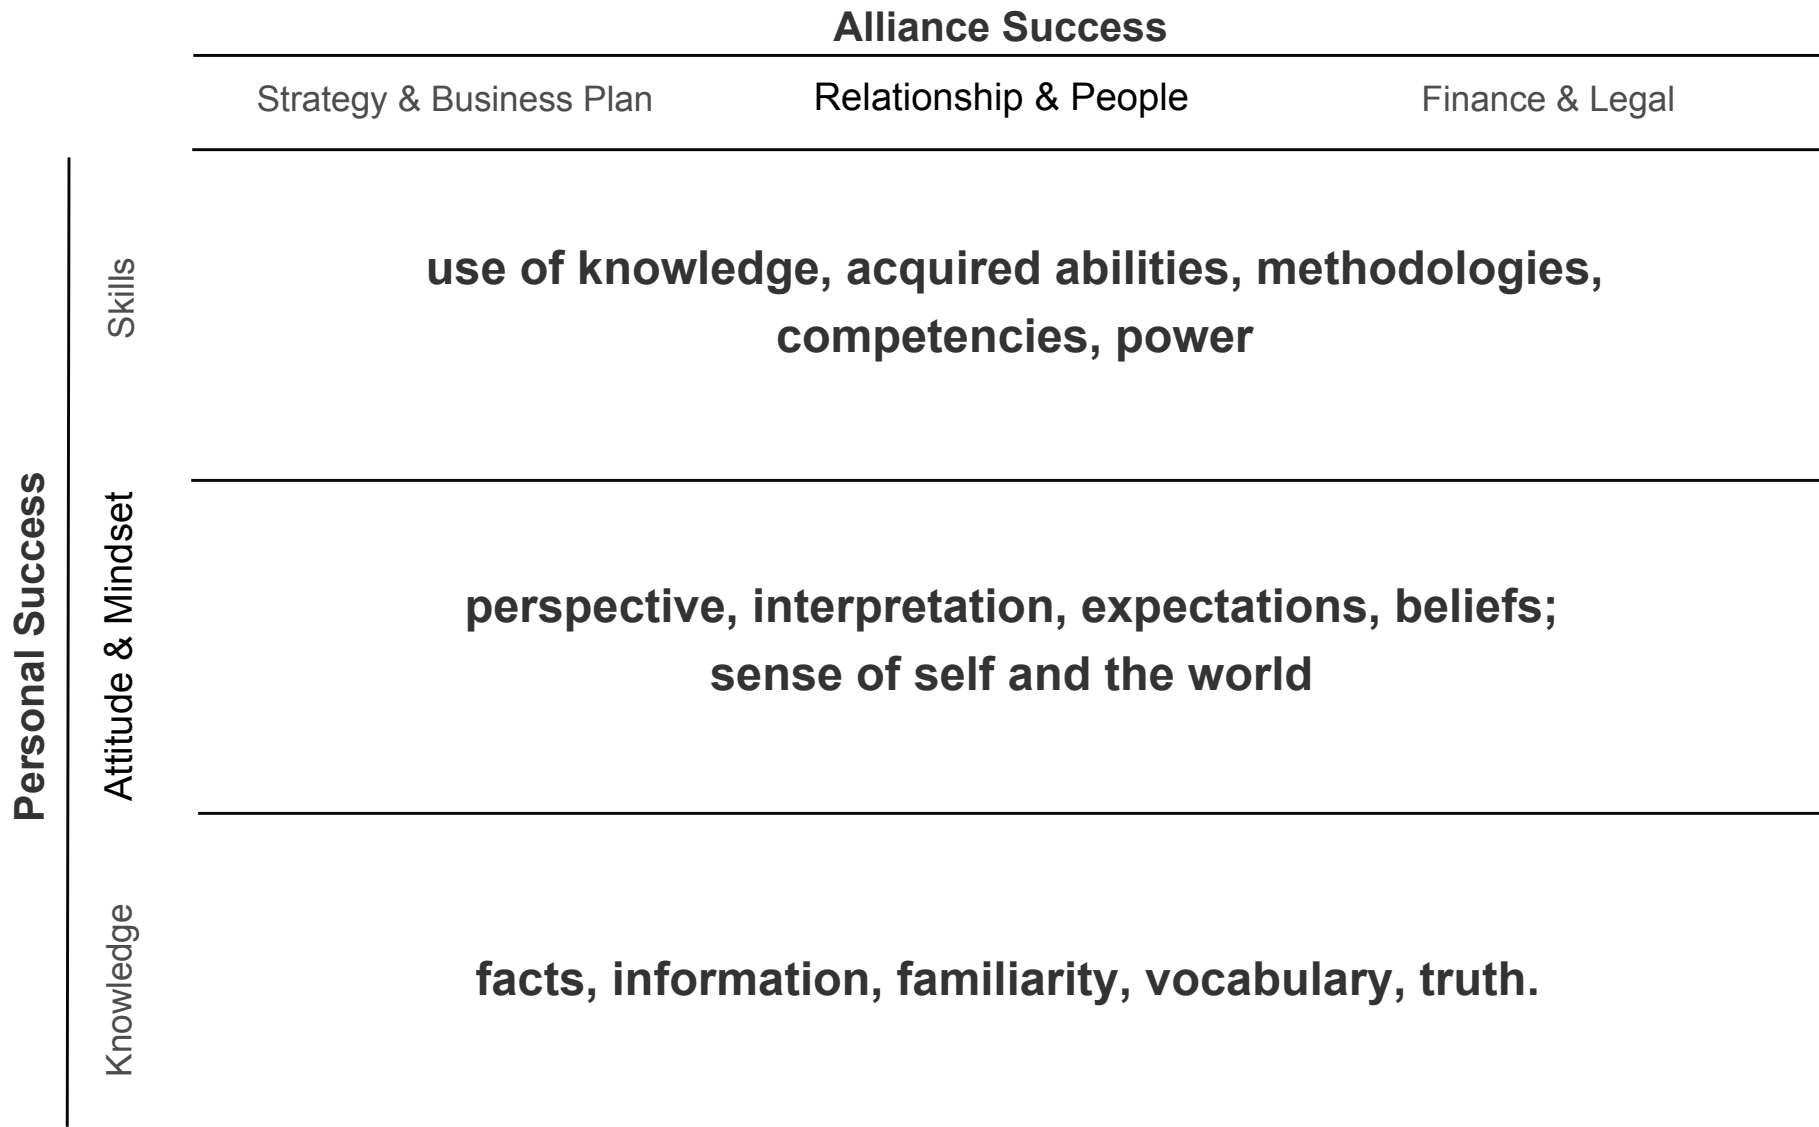 Alliance Success
Strategy & Business Plan
Relationship & People
Finance & Legal
Personal Success
Skills
use of knowledge, acquired abilities, methodologies,
competencies, power
Attitude & Mindset
perspective, interpretation, expectations, beliefs;
sense of self and the world
Knowledge
facts, information, familiarity, vocabulary, truth.